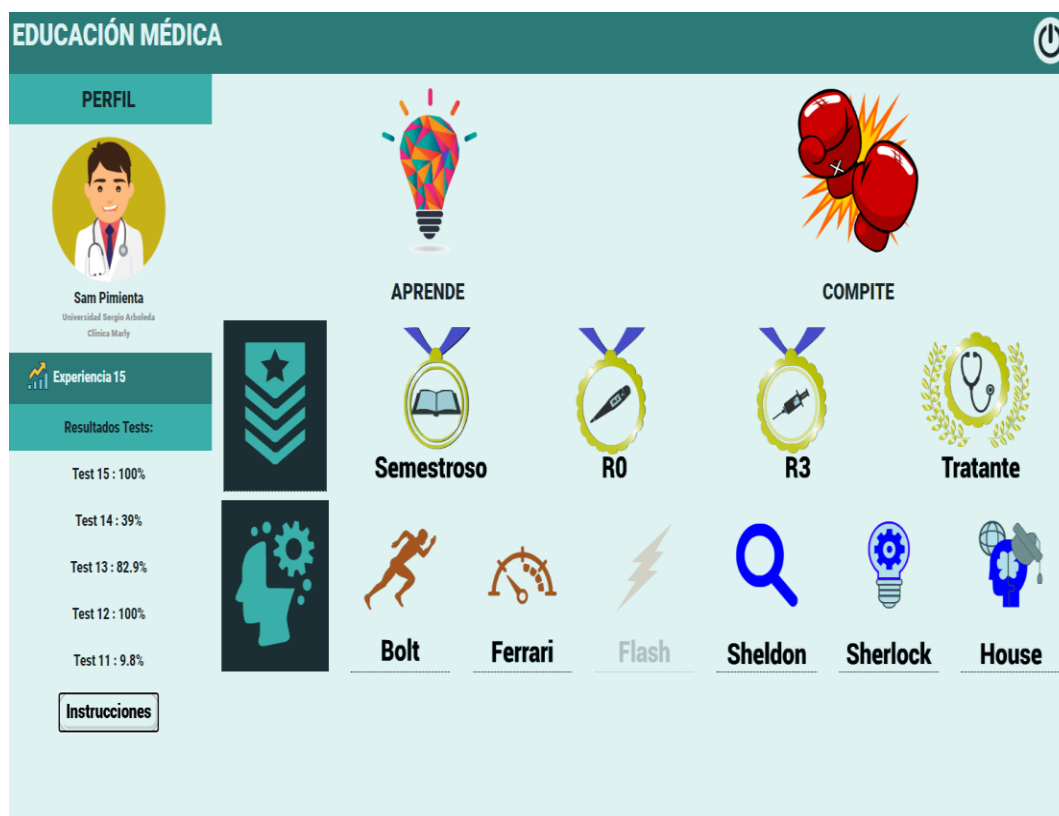 EDUCACIÓN MÉDICA
PERFIL
Sam Pimienta
Universidad Sergio Arboleda
Clínica Marly
Experiencia 15
Resultados Tests:
Test 15 : 100%
Test 14 : 39%
Test 13 : 82.9%
Test 12 : 100%
Test 11 : 9.8%
Instrucciones
APRENDE
COMPITE
Semestroso
R0
R3
Tratante
Bolt
Ferrari
Flash
Sheldon
Sherlock
House